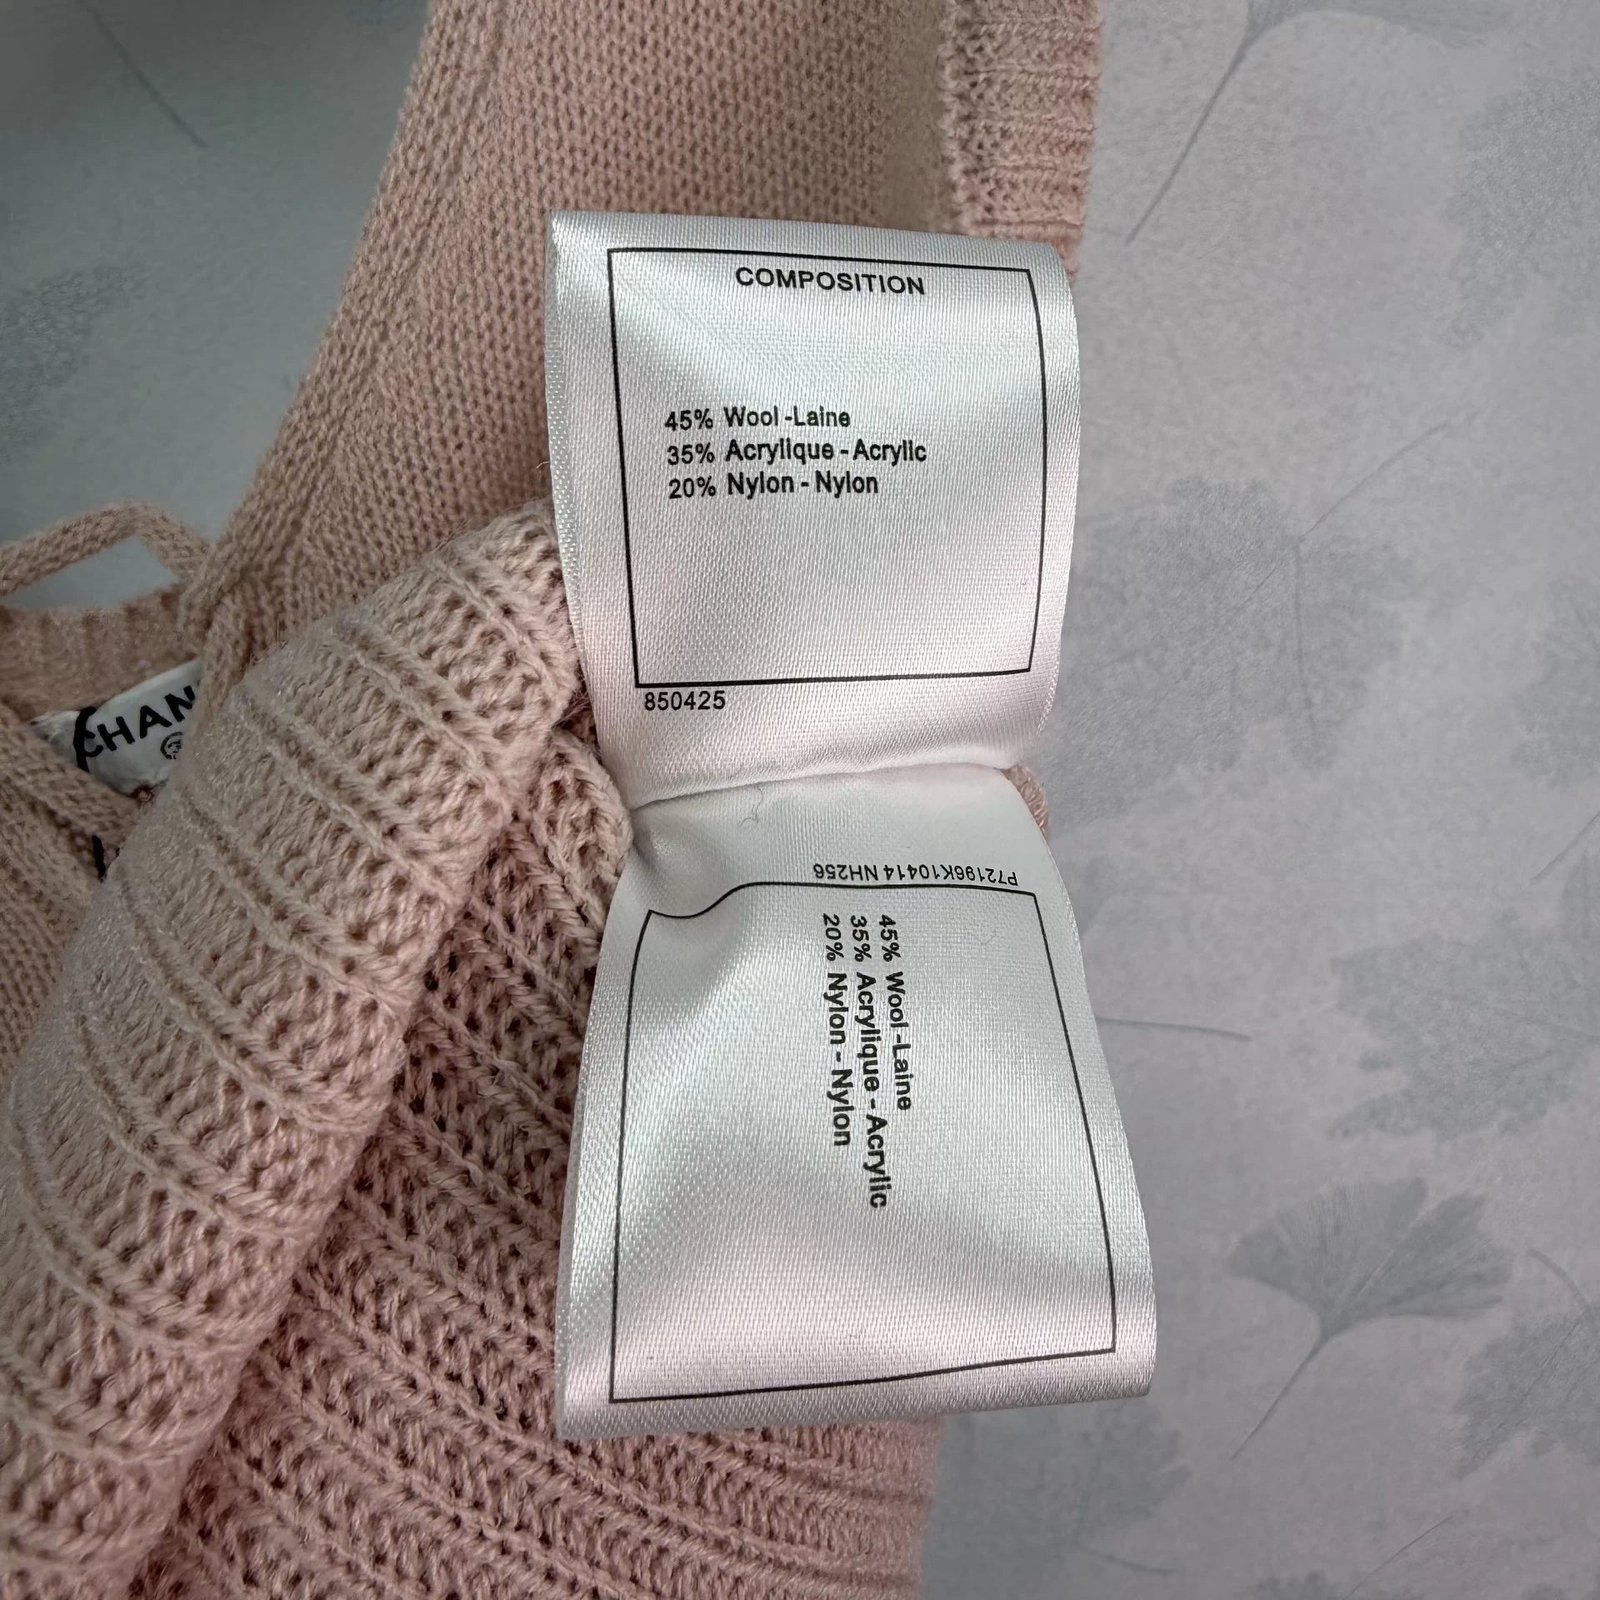 COMPOSITION
45% Wool -Laine
35% Acrylique - Acrylic
20% Nylon - Nylon
850425
CHAN
P72196K10414 NH256
45% Wool -Laine
35% Acrylique - Acrylic
20% Nylon - Nylon